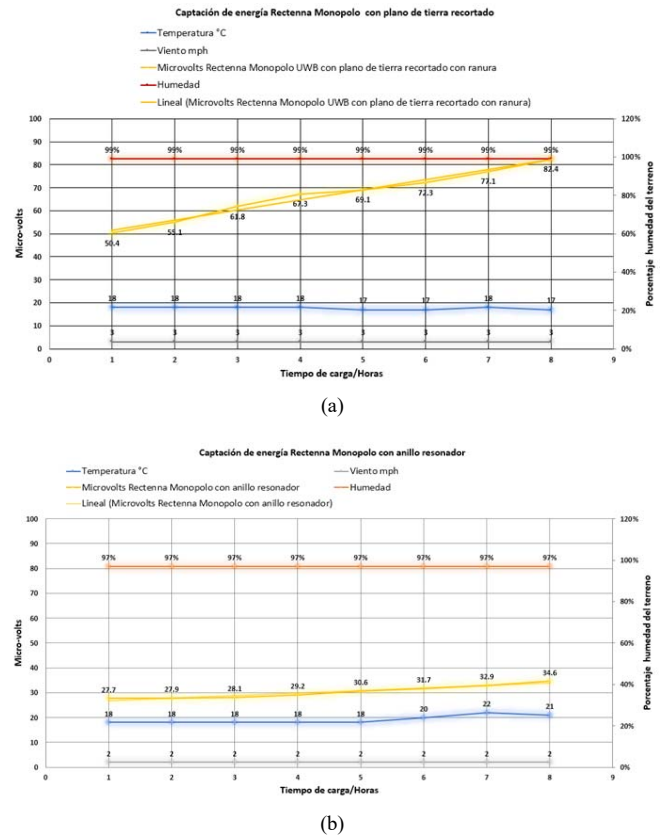 Captación de energía Rectenna Monopolo con plano de tierra recortado
Temperatura °C
Viento mph
Microvolts Rectenna Monopolo UWB con plano de tierra recortado con ranura
Humedad
Lineal (Microvolts Rectenna Monopolo UWB con plano de tierra recortado con ranura)
100 120%
90
99% 99% 99% 99% 99% 99% 99% 99%
100%
80
82.4
77.1
80%
70
72.3
69.1
67.3
60
61.8
60%
55.1
50
50.4
40
40%
30
20
18 18 18 18 17 17 18 17
20%
10
3 3 3 3 3 3 3 3
0 0%
0 1 2 3 4 5 6 7 8 9
Micro-volts
Tiempo de carga/Horas
Porcentaje humedad del terreno
(a)
Captación de energía Rectenna Monopolo con anillo resonador
Temperatura °C Viento mph
Microvolts Rectenna Monopolo con anillo resonador Humedad
Lineal (Microvolts Rectenna Monopolo con anillo resonador)
100 120%
90
97% 97% 97% 97% 97% 97% 97% 97%
100%
80
80%
70
60
60%
50
40
40%
27.7 27.9 28.1 29.2 30.6 31.7 32.9 34.6
30
20
18 18 18 18 18 20 22 21
20%
10
2 2 2 2 2 2 2 2
0 0%
0 1 2 3 4 5 6 7 8 9
Micro-volts
Tiempo de carga/Horas
Porcentaje humedad del terreno
(b)